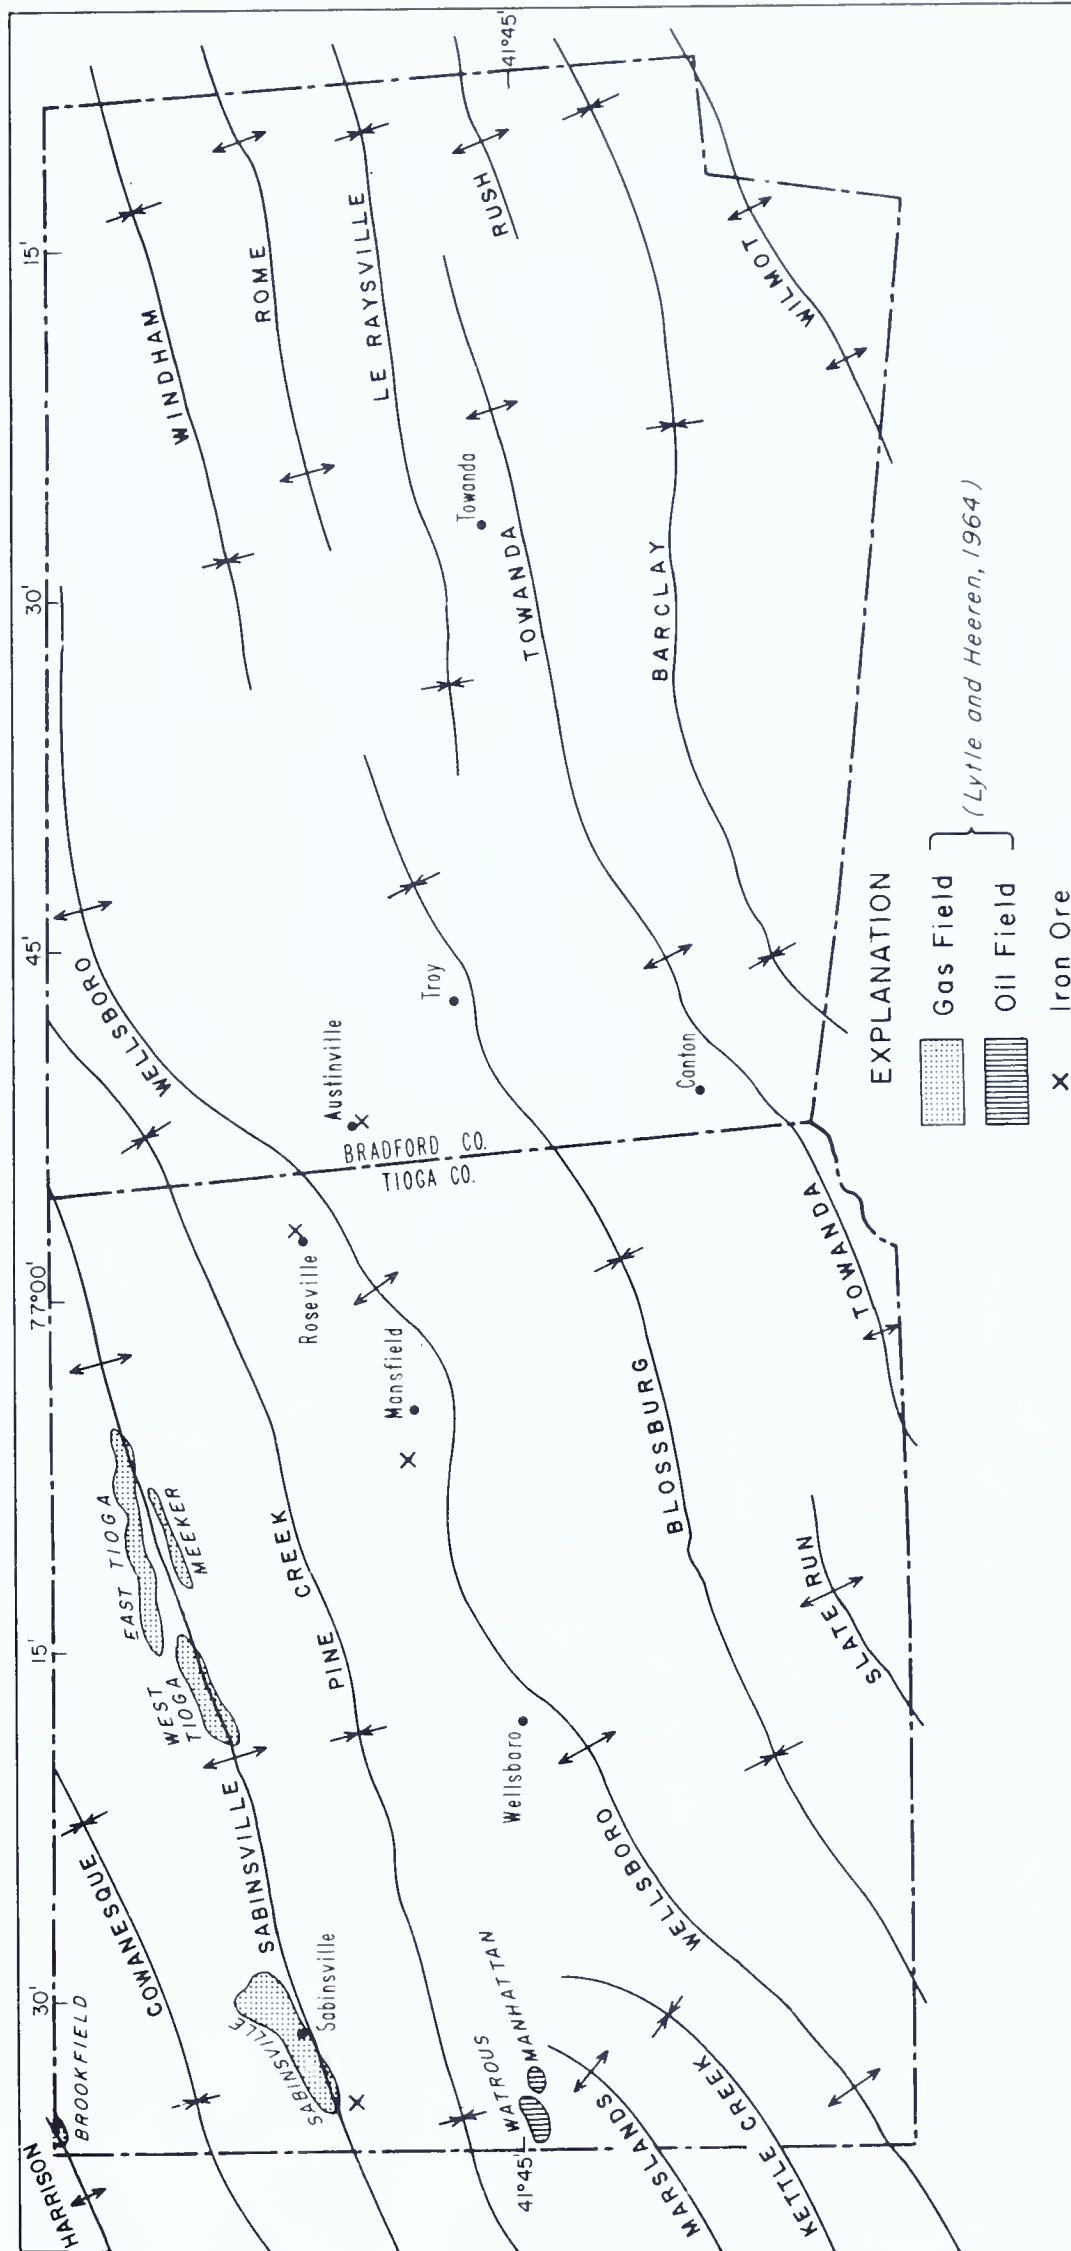 HARRISON
BROOKFIELD
COWANESQUE
30'
15'
77°00'
45'
30'
15'
SABINSVILLE
SABINSVILLE
Sabinsville
WEST
TIOGA
EAST TIOGA
MEEKER
PINE CREEK
WELLSBORO
WINDHAM
ROME
LE RAYSVILLE
RUSH
41°45'
41°45'
WATROUS
MANHATTAN
Wellsboro
Mansfield
Roseville
Austinville
BRADFORD CO.
TIOGA CO.
Troy
Towanda
TOWANDA
MARSLANDS
KETTLE CREEK
WELLSBORO
BLOSSBURG
Canton
BARCLAY
WILMOT
SLATE RUN
TOWANDA
EXPLANATION
Gas Field
Oil Field
(Lytle and Heeren, 1964)
x Iron Ore